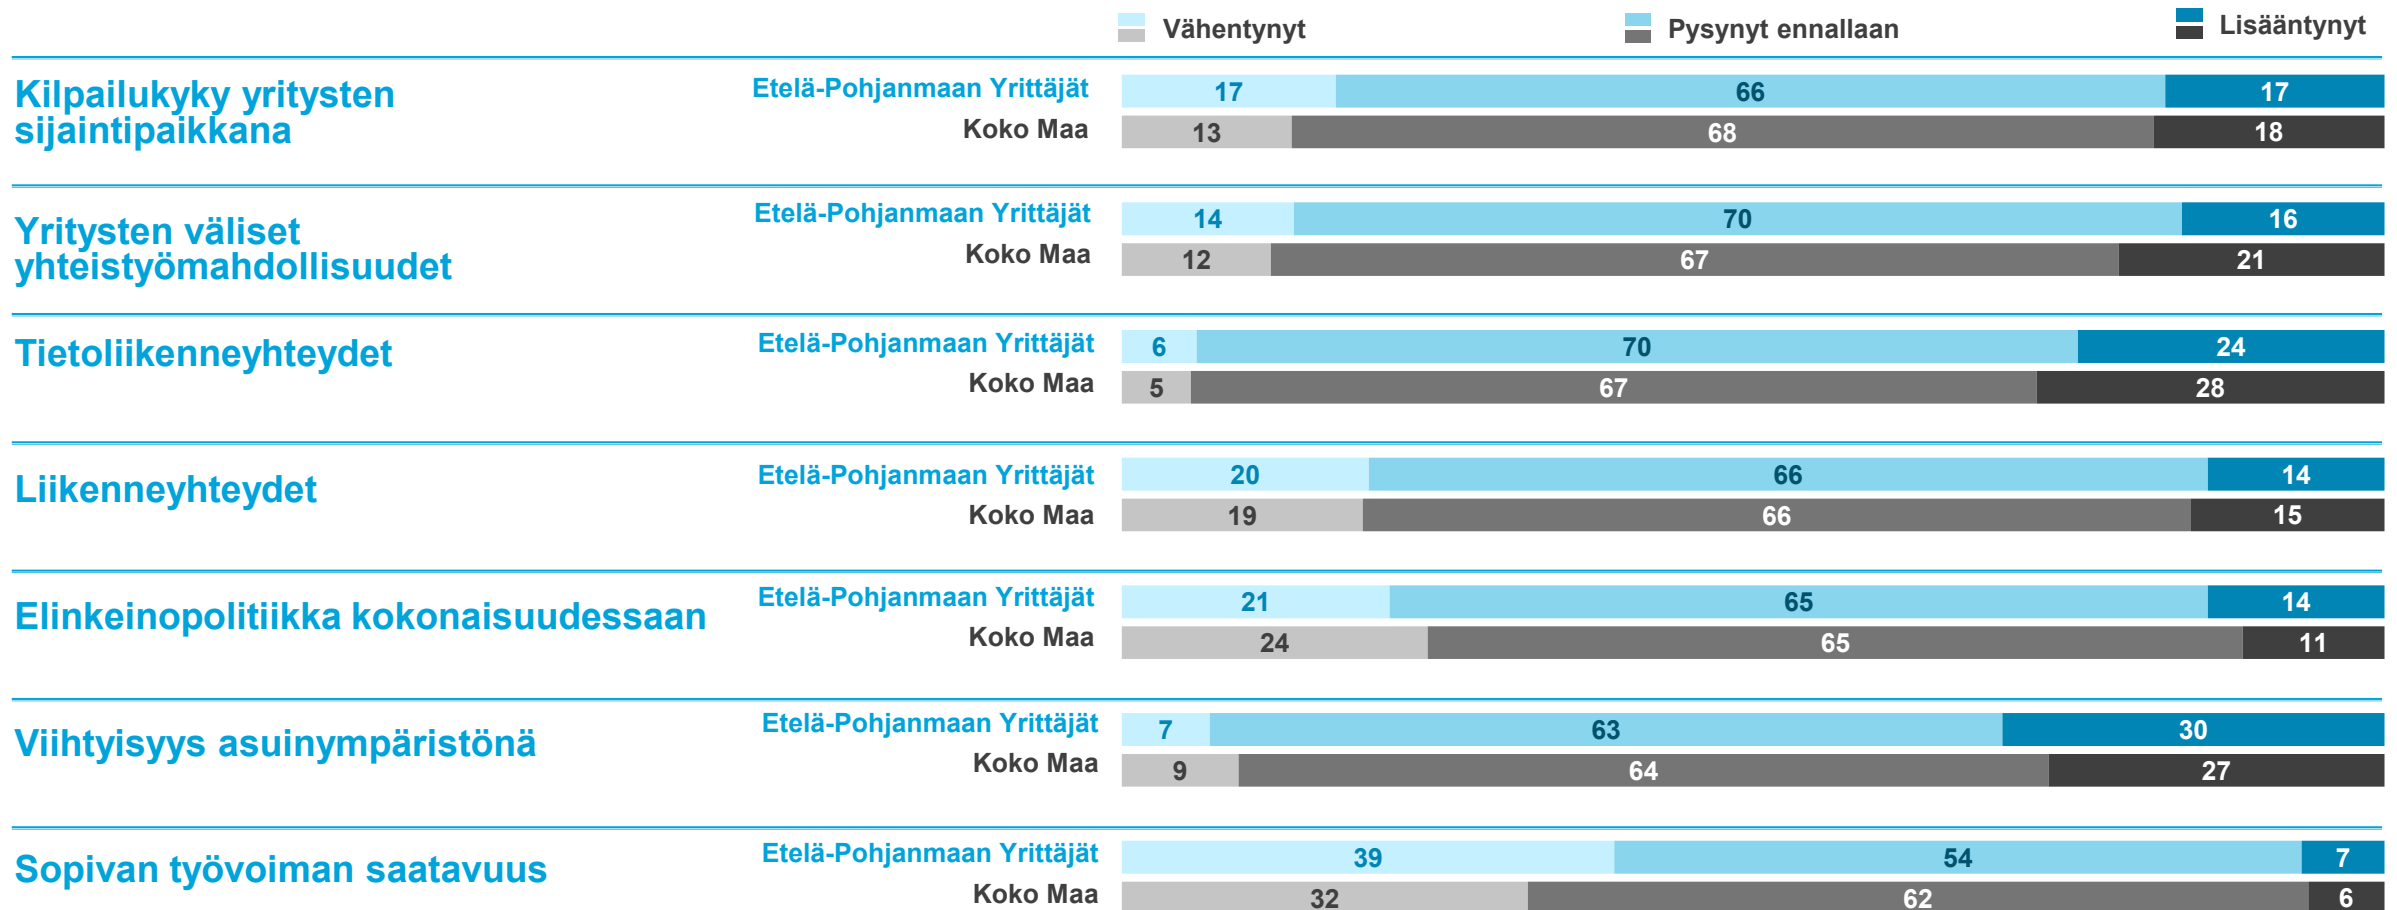 Vähentynyt Pysynyt ennallaan Lisääntynyt
Kilpailukyky yritysten
sijaintipaikkana
Etelä-Pohjanmaan Yrittäjät 17 66 17
Koko Maa 13 68 18
Yritysten väliset
yhteistyömahdollisuudet
Etelä-Pohjanmaan Yrittäjät 14 70 16
Koko Maa 12 67 21
Tietoliikenneyhteydet
Etelä-Pohjanmaan Yrittäjät 6 70 24
Koko Maa 5 67 28
Liikenneyhteydet
Etelä-Pohjanmaan Yrittäjät 20 66 14
Koko Maa 19 66 15
Elinkeinopolitiikka kokonaisuudessaan
Etelä-Pohjanmaan Yrittäjät 21 65 14
Koko Maa 24 65 11
Viihtyisyys asuinympäristönä
Etelä-Pohjanmaan Yrittäjät 7 63 30
Koko Maa 9 64 27
Sopivan työvoiman saatavuus
Etelä-Pohjanmaan Yrittäjät 39 54 7
Koko Maa 32 62 6